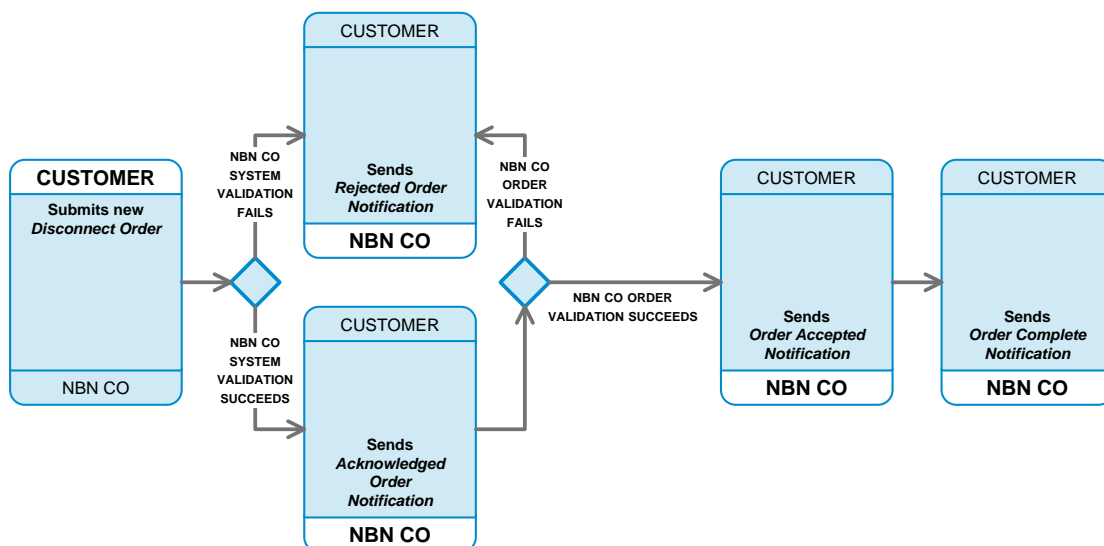 CUSTOMER
Submits new
Disconnect Order
NBN CO
NBN CO
SYSTEM
VALIDATION
FAILS
NBN CO
SYSTEM
VALIDATION
SUCCEEDS
CUSTOMER
Sends
Rejected Order
Notification
NBN CO
CUSTOMER
Sends
Acknowledged
Order
Notification
NBN CO
NBN CO
ORDER
VALIDATION
FAILS
NBN CO ORDER
VALIDATION SUCCEEDS
CUSTOMER
Sends
Order Accepted
Notification
NBN CO
CUSTOMER
Sends
Order Complete
Notification
NBN CO